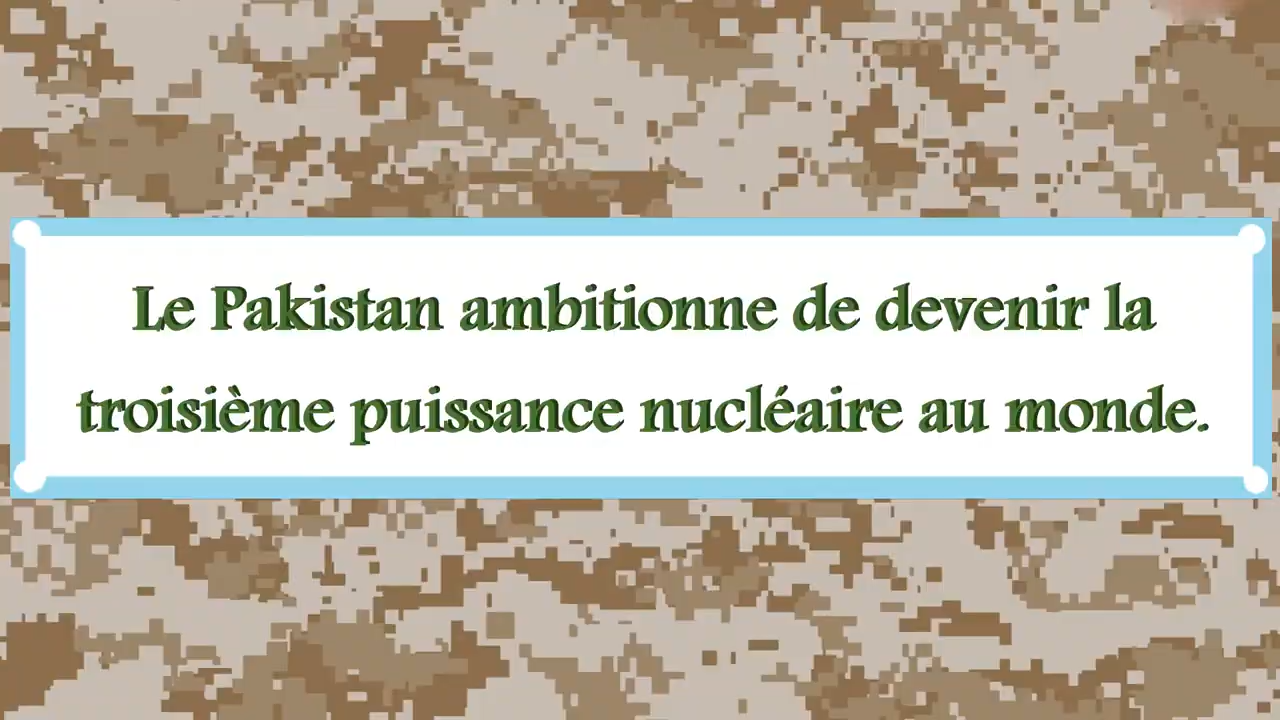 Le Pakistan ambitionne de devenir la
troisième puissance nucléaire au monde.